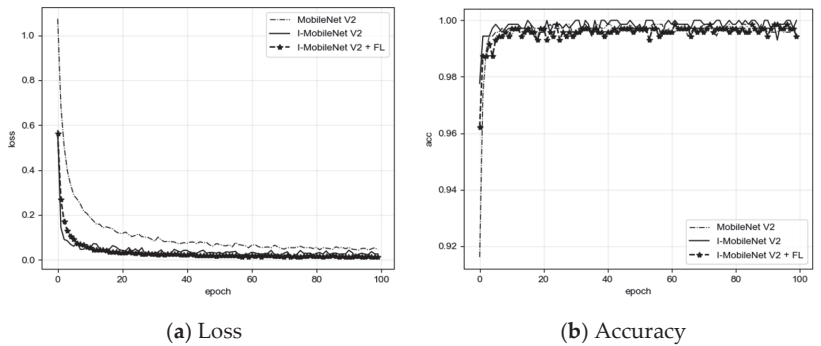 MobileNet V2
I-MobileNet V2
I-MobileNet V2 + FL
1.0
0.8
0.6
0.4
0.2
0.0
loss
0
20
40
60
80
100
epoch
(a) Loss
1.00
0.98
0.96
0.94
0.92
acc
MobileNet V2
I-MobileNet V2
I-MobileNet V2 + FL
0
20
40
60
80
100
epoch
(b) Accuracy